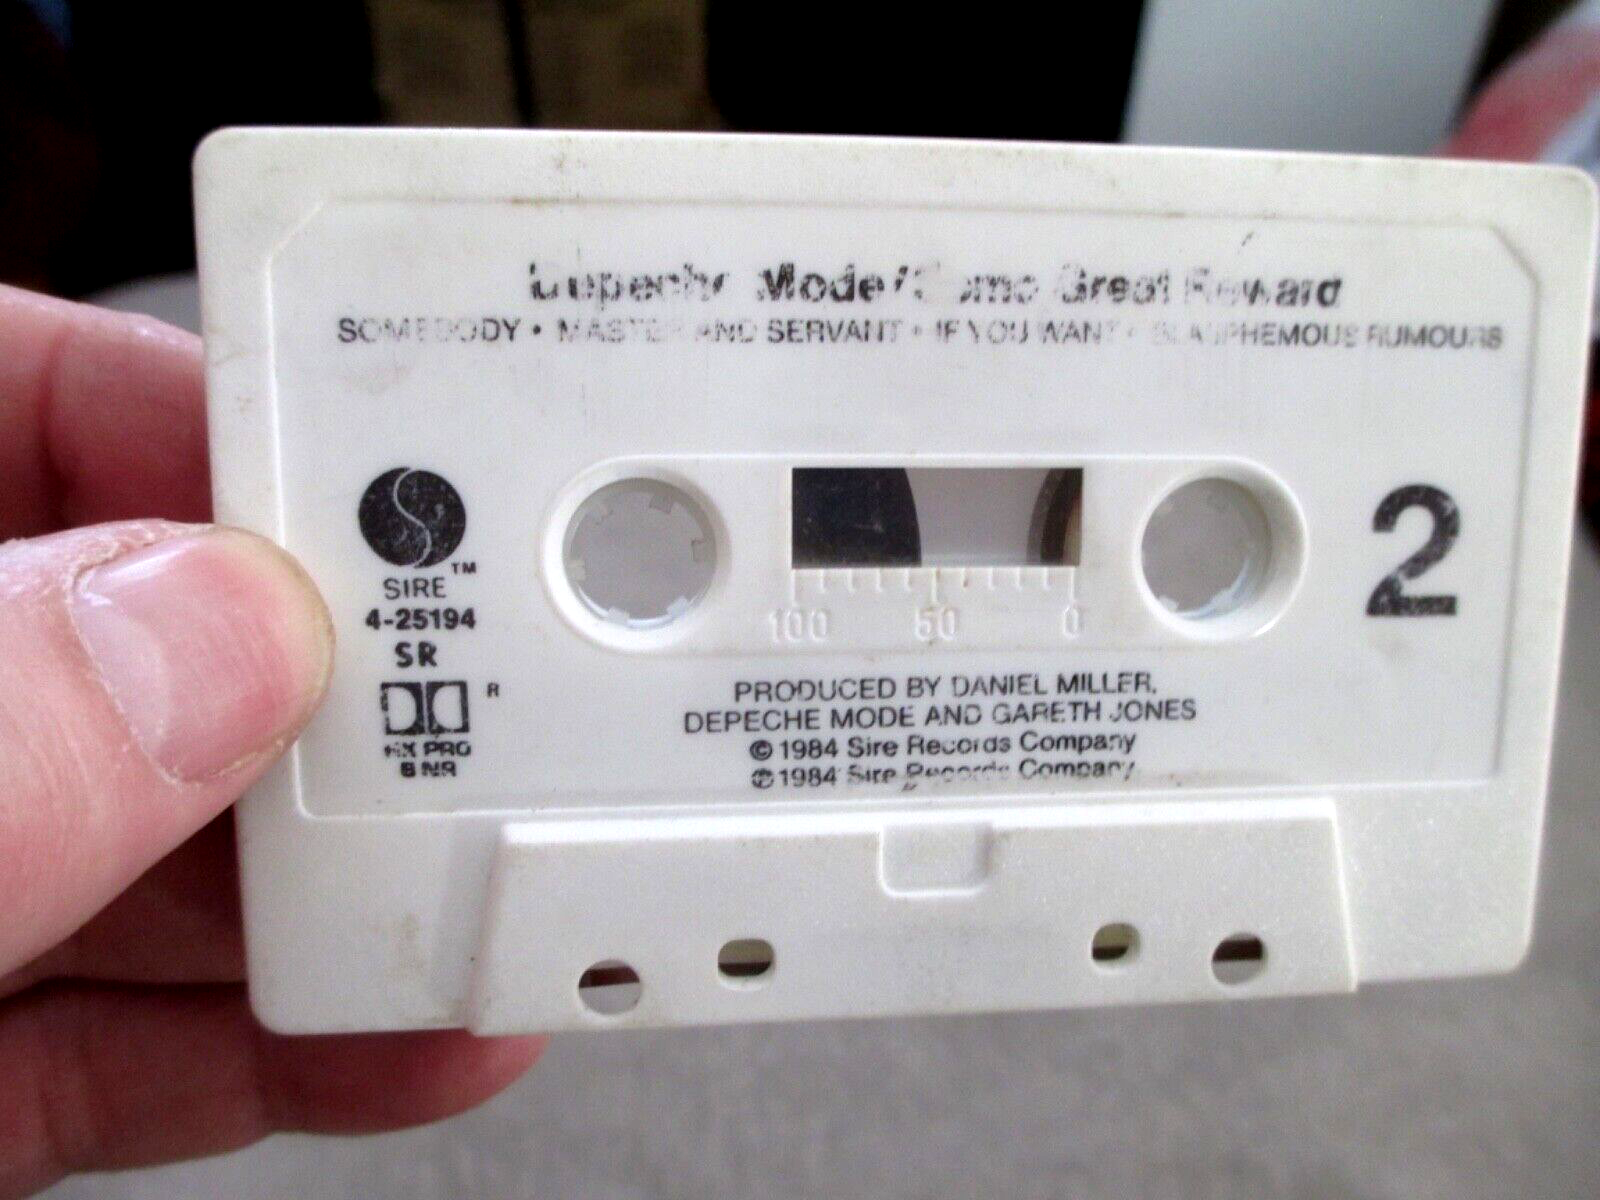 Depeche Mode/Some Great Reward
SOMEBODY • MASTER AND SERVANT • IF YOU WANT • BLASPHEMOUS RUMOURS
SIRE™
4-25194
SR
R
HX PRO
B NR
2
100 50 0
PRODUCED BY DANIEL MILLER,
DEPECHE MODE AND GARETH JONES
© 1984 Sire Records Company
℗ 1984 Sire Records Company